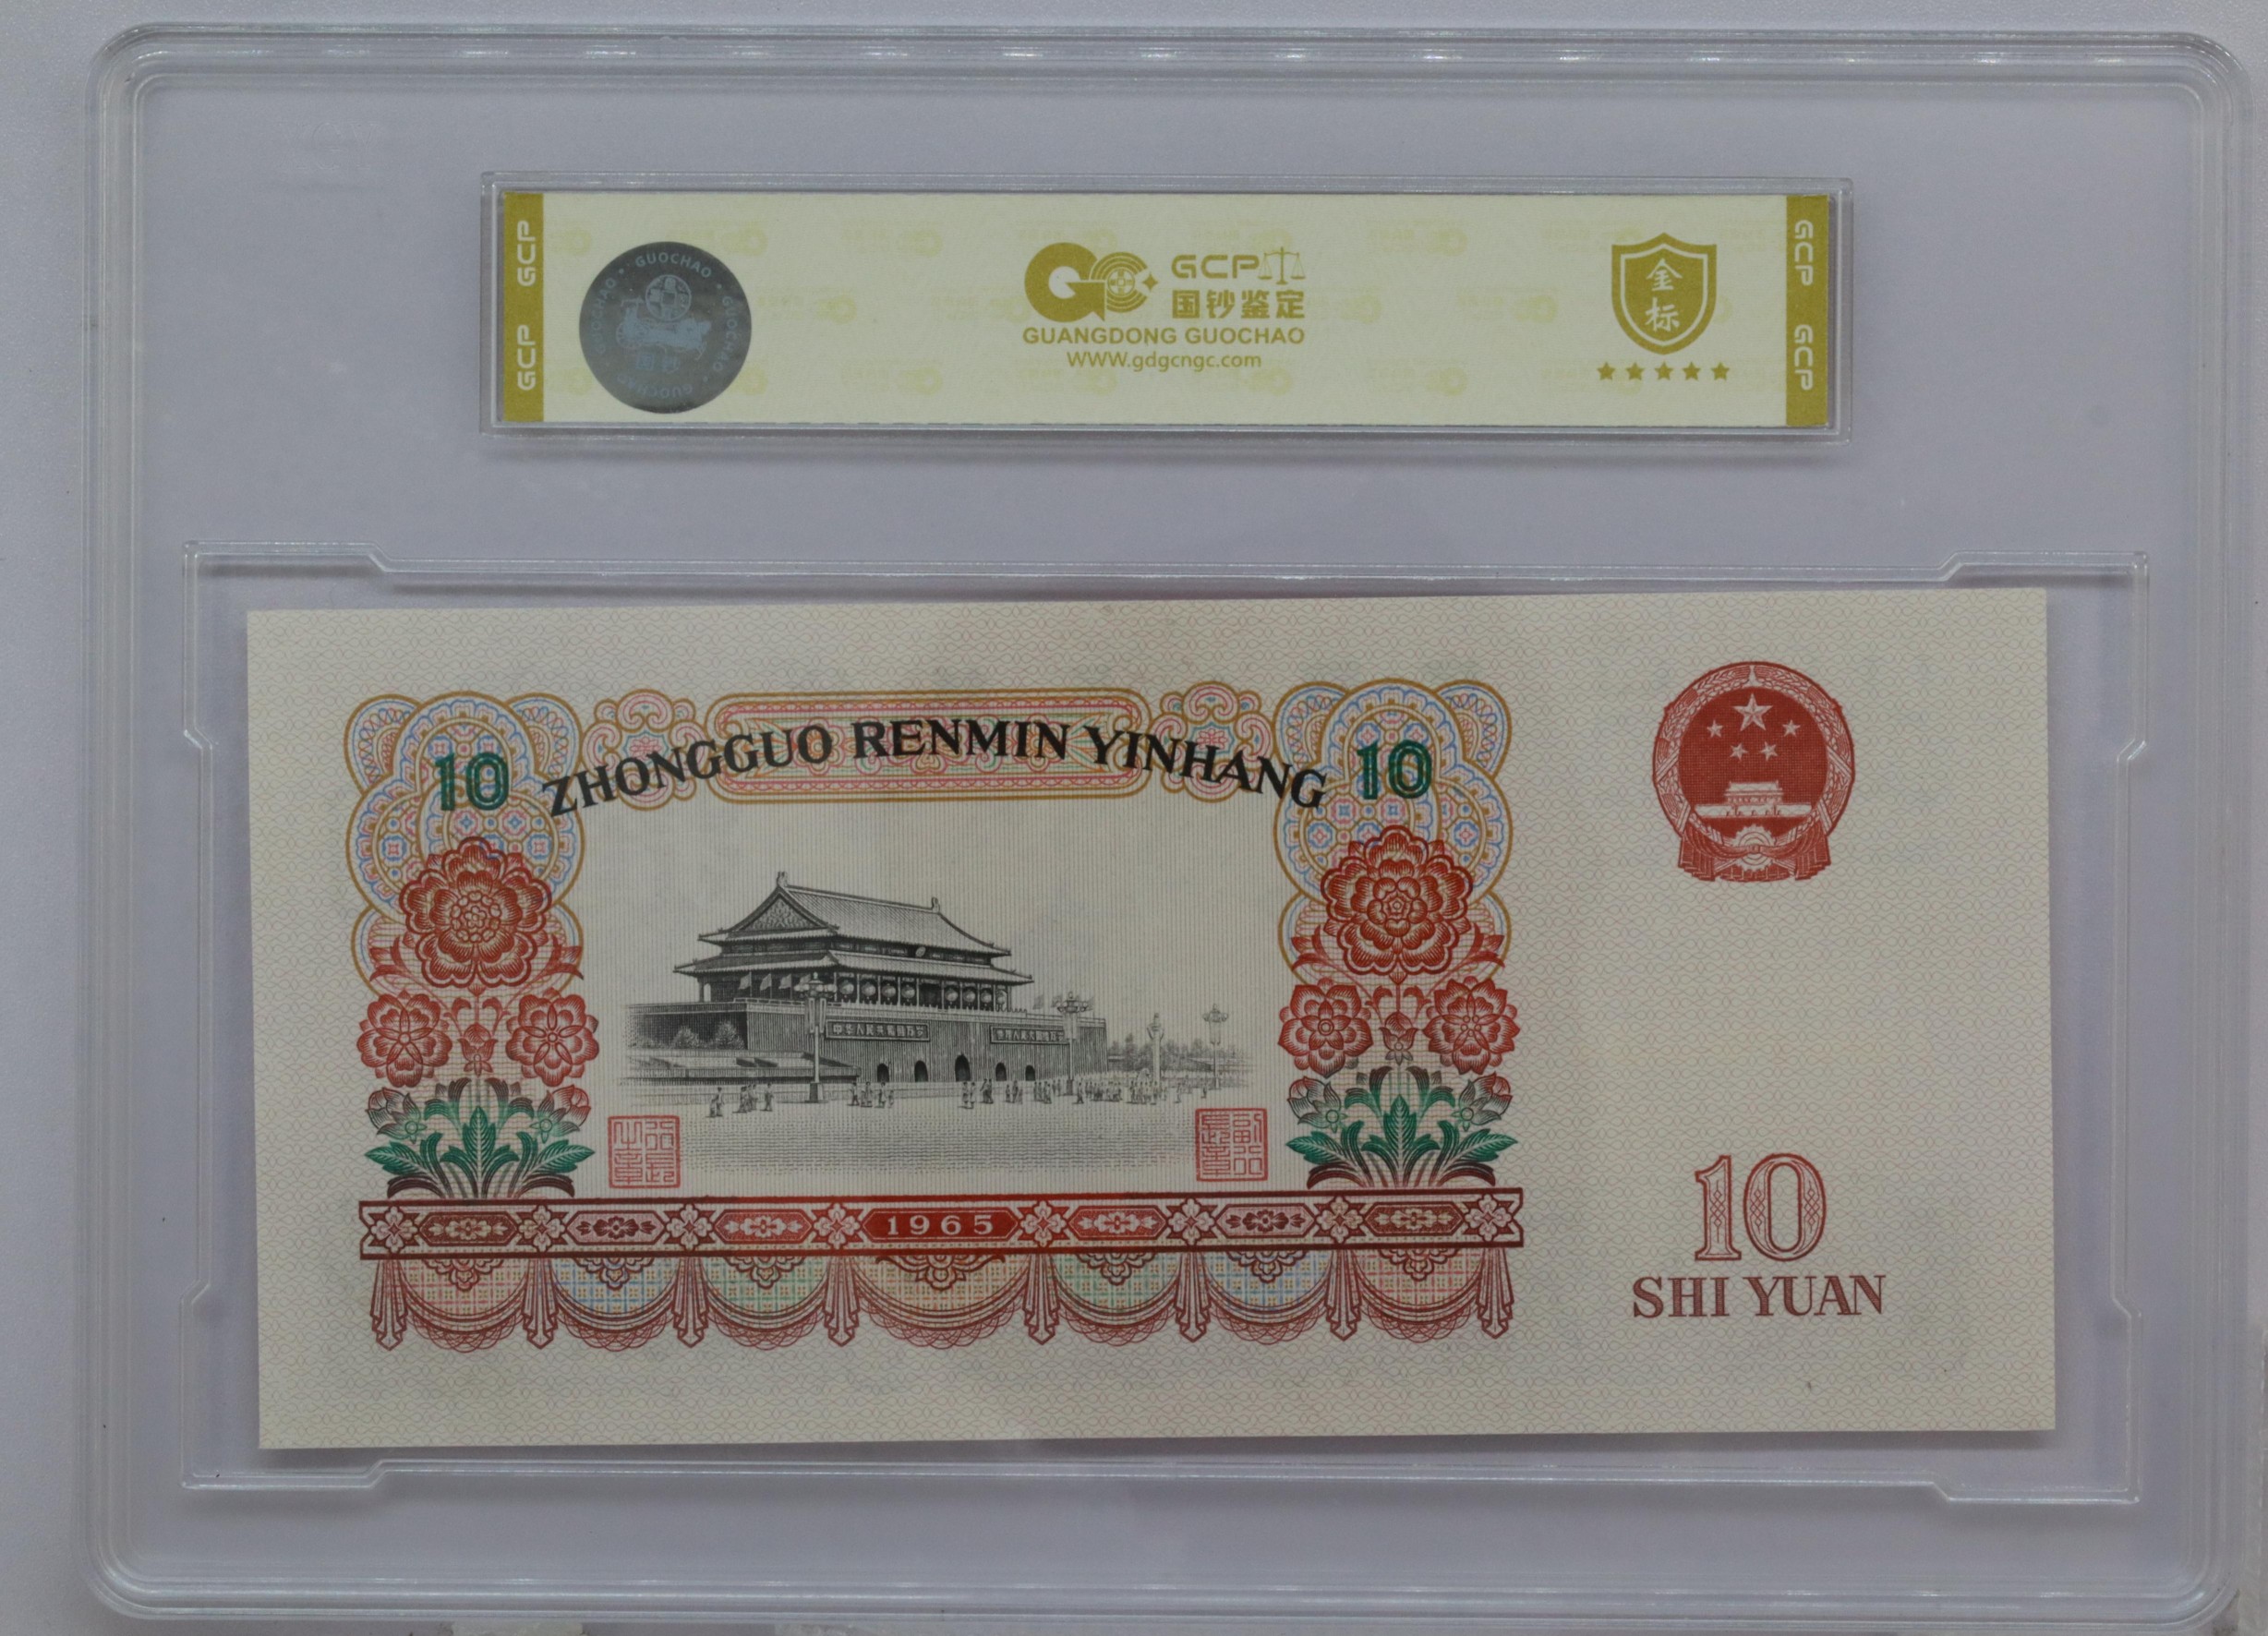 GCP GCP
GUOCHAO
GCP
国钞鉴定
GUANGDONG GUOCHAO
WWW.gdgcngc.com
金标
GCP GCP
ZHONGGUO RENMIN YINHANG
10
10
1965
10
SHI YUAN